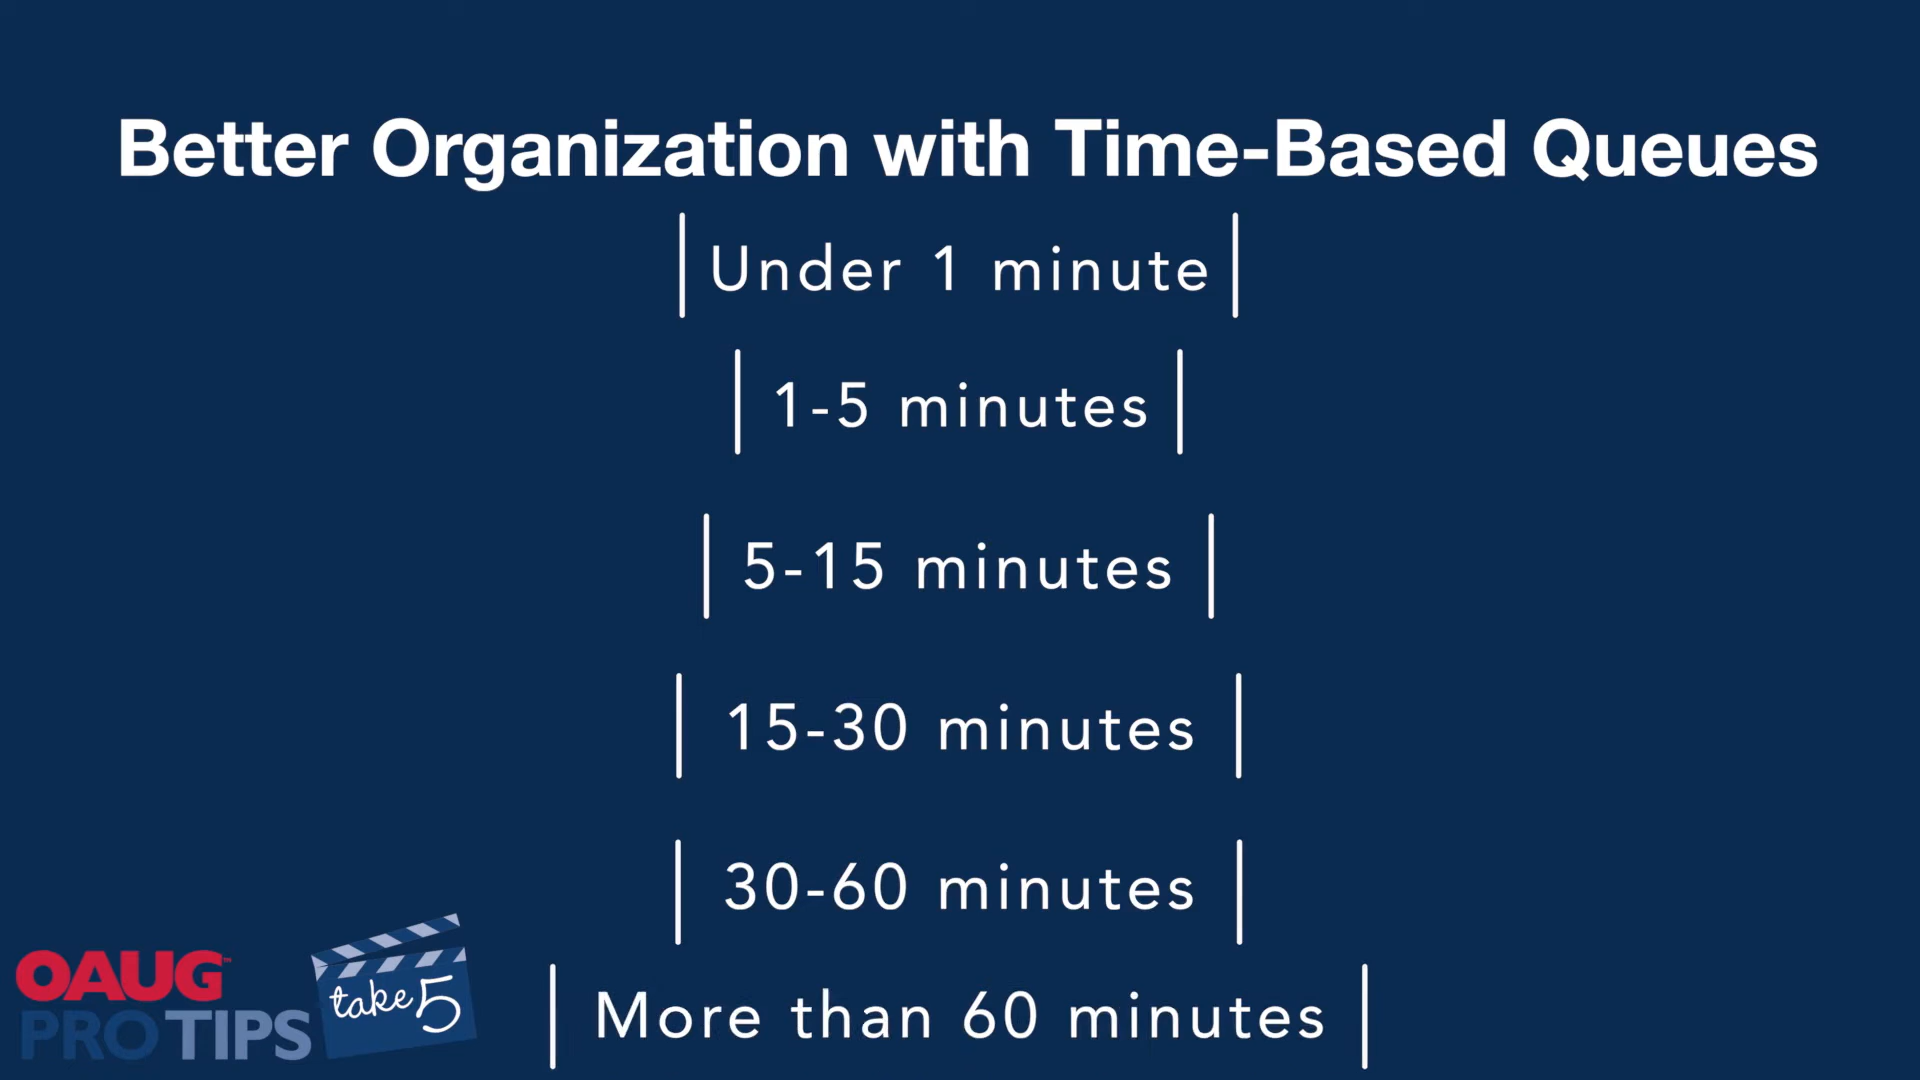 Better Organization with Time-Based Queues
Under 1 minute
1-5 minutes
5-15 minutes
15-30 minutes
30-60 minutes
More than 60 minutes
OAUG™
PRO TIPS
take 5